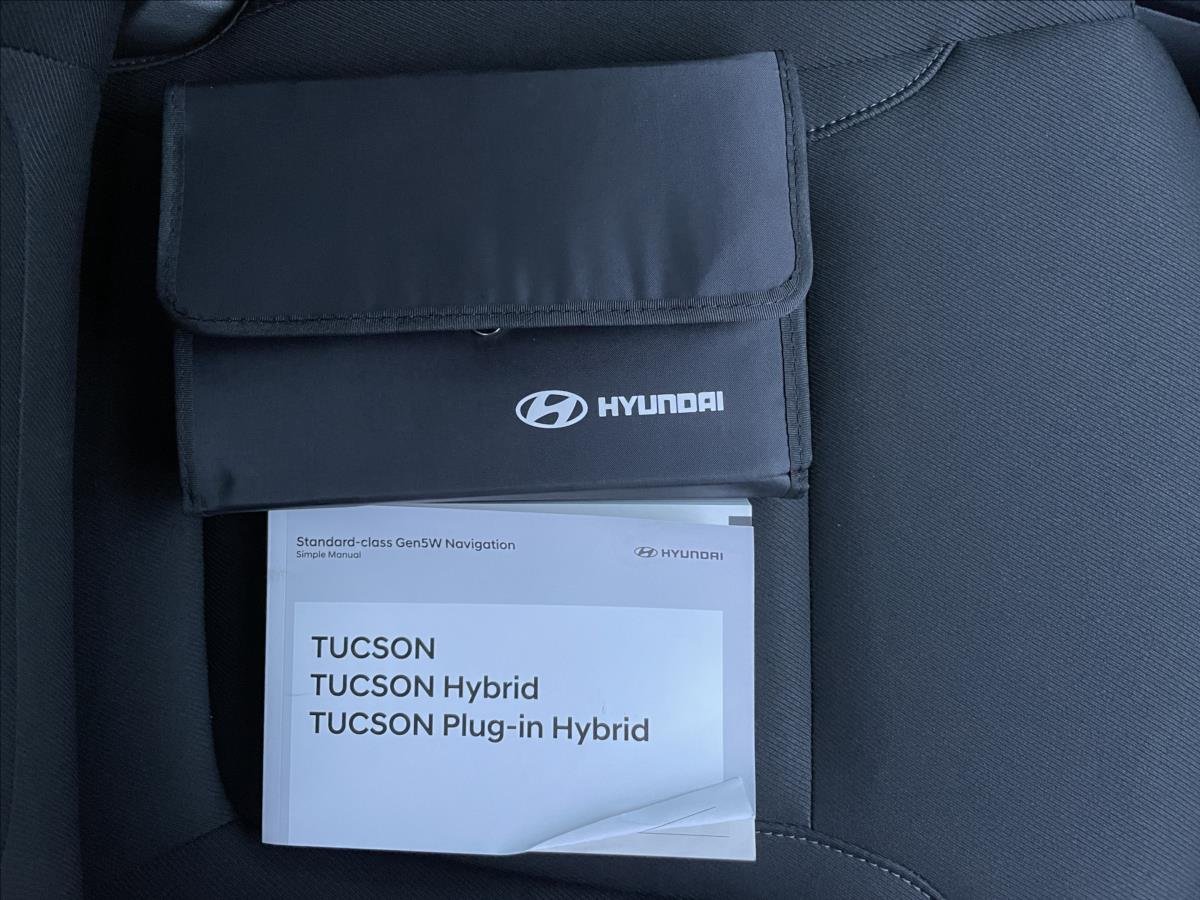 HYUNDAI
Standard-class Gen5W Navigation
Simple Manual
HYUNDAI
TUCSON
TUCSON Hybrid
TUCSON Plug-in Hybrid